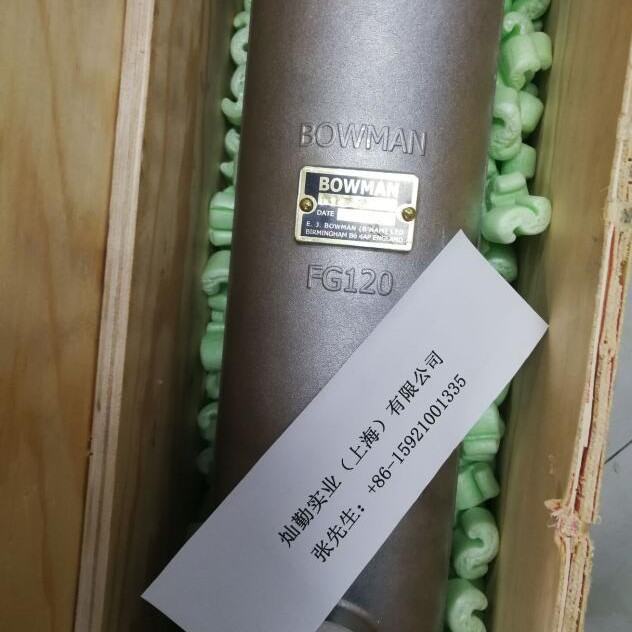 BOWMAN
BOWMAN
DATE
E. J. BOWMAN (B'HAM) LTD
BIRMINGHAM B6 4AP ENGLAND
FG120
灿勤实业（上海）有限公司
张先生：+86-15921001335